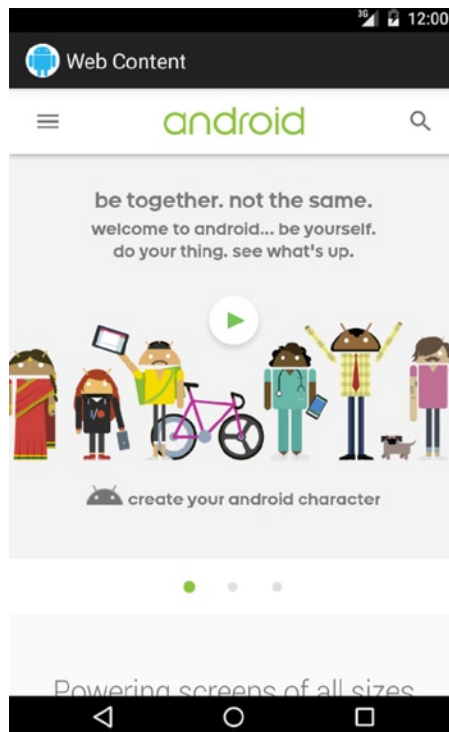 3G 12:00
Web Content
android
be together. not the same.
welcome to android... be yourself.
do your thing. see what's up.
create your android character
Powering screens of all sizes